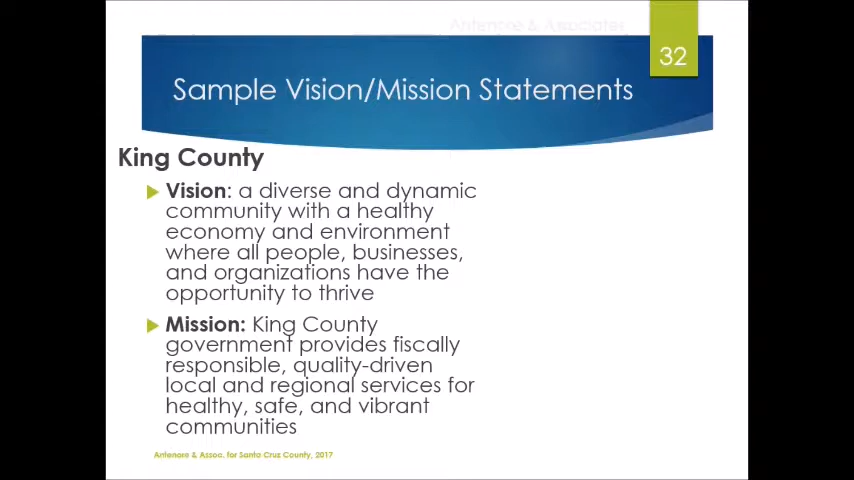 Antenore & Associates
32
Sample Vision/Mission Statements
King County
Vision: a diverse and dynamic
community with a healthy
economy and environment
where all people, businesses,
and organizations have the
opportunity to thrive
Mission: King County
government provides fiscally
responsible, quality-driven
local and regional services for
healthy, safe, and vibrant
communities
Antenore & Assoc. for Santa Cruz County, 2017